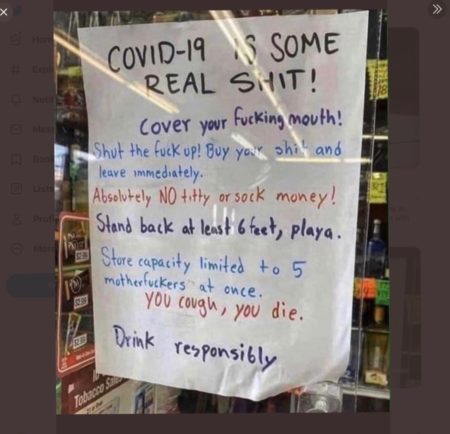 COVID-19 IS SOME
REAL SHIT!
Cover your fucking mouth!
Shut the fuck up! Buy your shit and
leave immediately.
Absolutely NO titty or sock money!
Stand back at least 6 feet, playa.
Store capacity limited to 5
motherfuckers at once.
YOU cough, you die.
Drink responsibly
Tobacco Sales